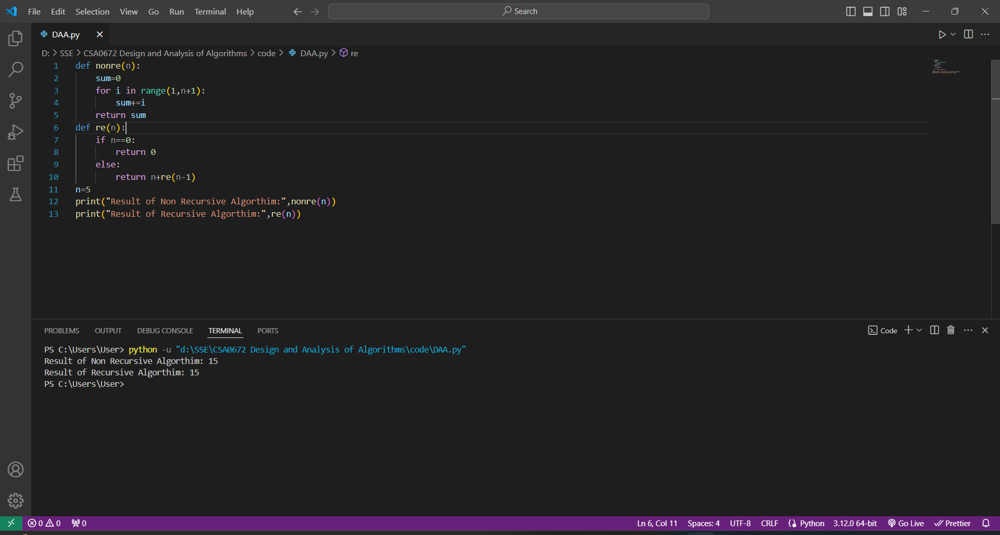 File Edit Selection View Go Run Terminal Help
Search
DAA.py
D: > SSE > CSA0672 Design and Analysis of Algorithms > code > DAA.py > re
1 def nonre(n):
2     sum=0
3     for i in range(1,n+1):
4         sum+=i
5     return sum
6 def re(n):
7     if n==0:
8         return 0
9     else:
10         return n+re(n-1)
11 n=5
12 print("Result of Non Recursive Algorthim:",nonre(n))
13 print("Result of Recursive Algorthim:",re(n))
PROBLEMS OUTPUT DEBUG CONSOLE TERMINAL PORTS
Code
PS C:\Users\User> python -u "d:\SSE\CSA0672 Design and Analysis of Algorithms\code\DAA.py"
Result of Non Recursive Algorthim: 15
Result of Recursive Algorthim: 15
PS C:\Users\User>
0 0 0 Ln 6, Col 11 Spaces: 4 UTF-8 CRLF Python 3.12.0 64-bit Go Live Prettier